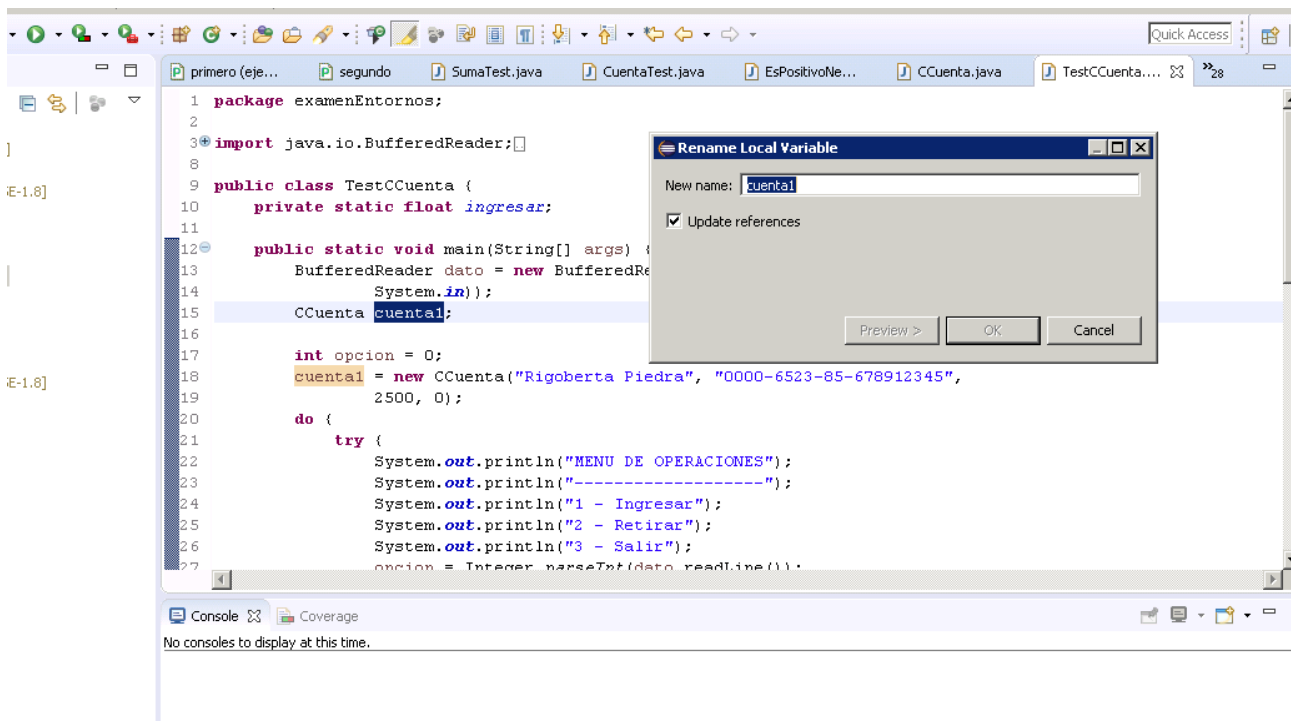 Quick Access
primero (eje... segundo SumaTest.java CuentaTest.java EsPositivoNe... CCuenta.java TestCCuenta.... »28
1 package examenEntornos;
2
3 import java.io.BufferedReader;
8
]
9 public class TestCCuenta {
E-1.8]
10 private static float ingresar;
11
12 public static void main(String[] args) {
13 BufferedReader dato = new BufferedRe
14 System.in));
15 CCuenta cuenta1;
16
17 int opcion = 0;
18 cuenta1 = new CCuenta("Rigoberta Piedra", "0000-6523-85-678912345",
E-1.8]
19 2500, 0);
20 do {
21 try {
22 System.out.println("MENU DE OPERACIONES");
23 System.out.println("-------------------");
24 System.out.println("1 - Ingresar");
25 System.out.println("2 - Retirar");
26 System.out.println("3 - Salir");
27 opcion = Integer.parseInt(dato.readLine());
Rename Local Variable
New name: cuenta1
Update references
Preview > OK Cancel
Console Coverage
No consoles to display at this time.